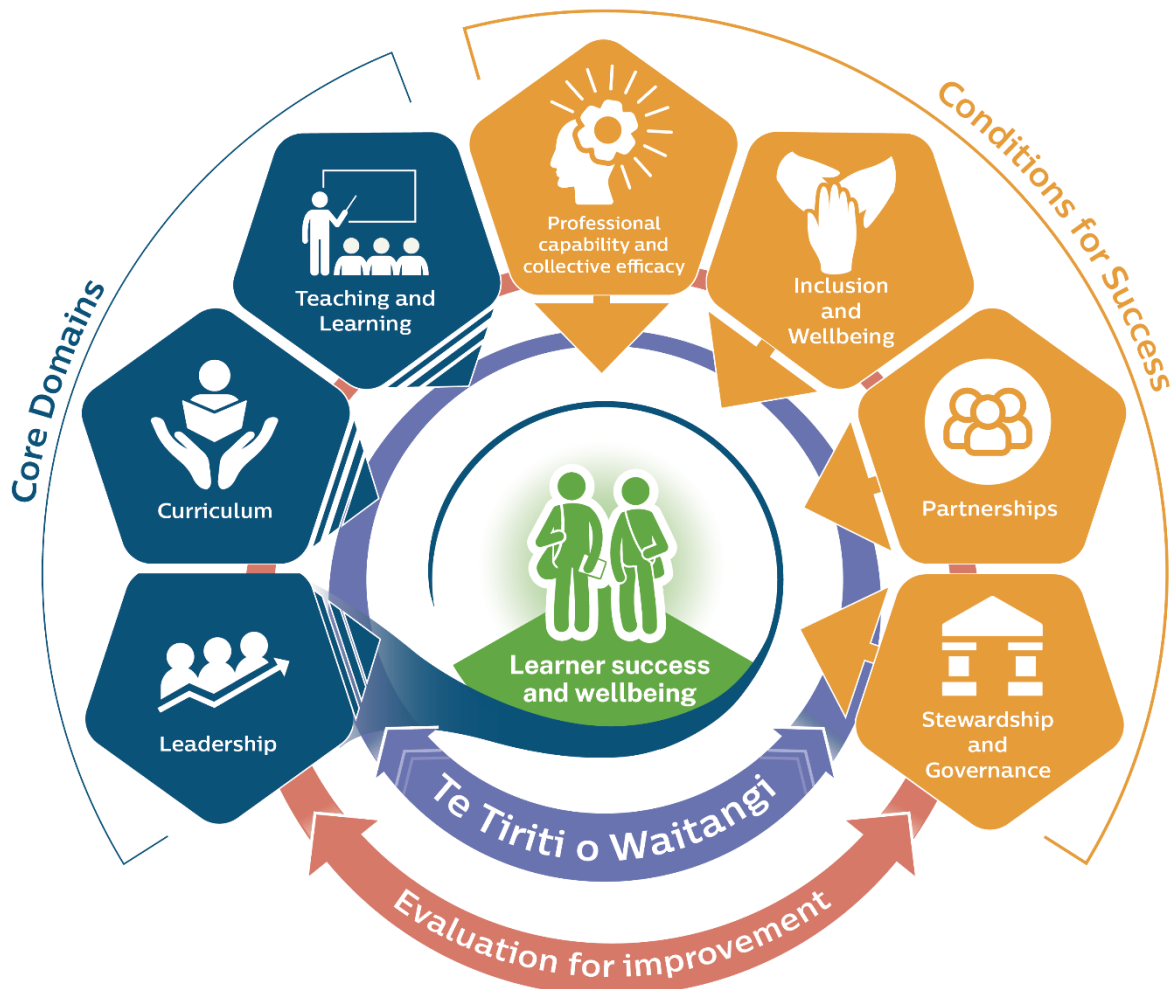 Core Domains
Conditions for Success
Professional
capability and
collective efficacy
Teaching and
Learning
Inclusion
and
Wellbeing
Curriculum
Partnerships
Leadership
Stewardship
and
Governance
Learner success
and wellbeing
Te Tiriti o Waitangi
Evaluation for improvement